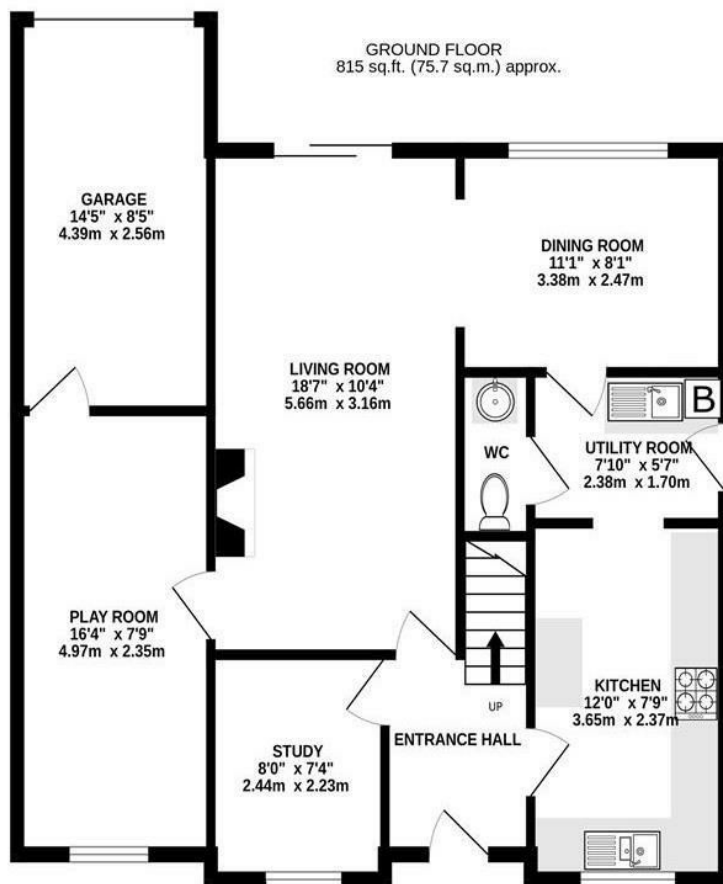 GROUND FLOOR
815 sq.ft. (75.7 sq.m.) approx.
GARAGE
14'5" x 8'5"
4.39m x 2.56m
DINING ROOM
11'1" x 8'1"
3.38m x 2.47m
LIVING ROOM
18'7" x 10'4"
5.66m x 3.16m
B
WC
UTILITY ROOM
7'10" x 5'7"
2.38m x 1.70m
PLAY ROOM
16'4" x 7'9"
4.97m x 2.35m
UP
KITCHEN
12'0" x 7'9"
3.65m x 2.37m
STUDY
8'0" x 7'4"
2.44m x 2.23m
ENTRANCE HALL